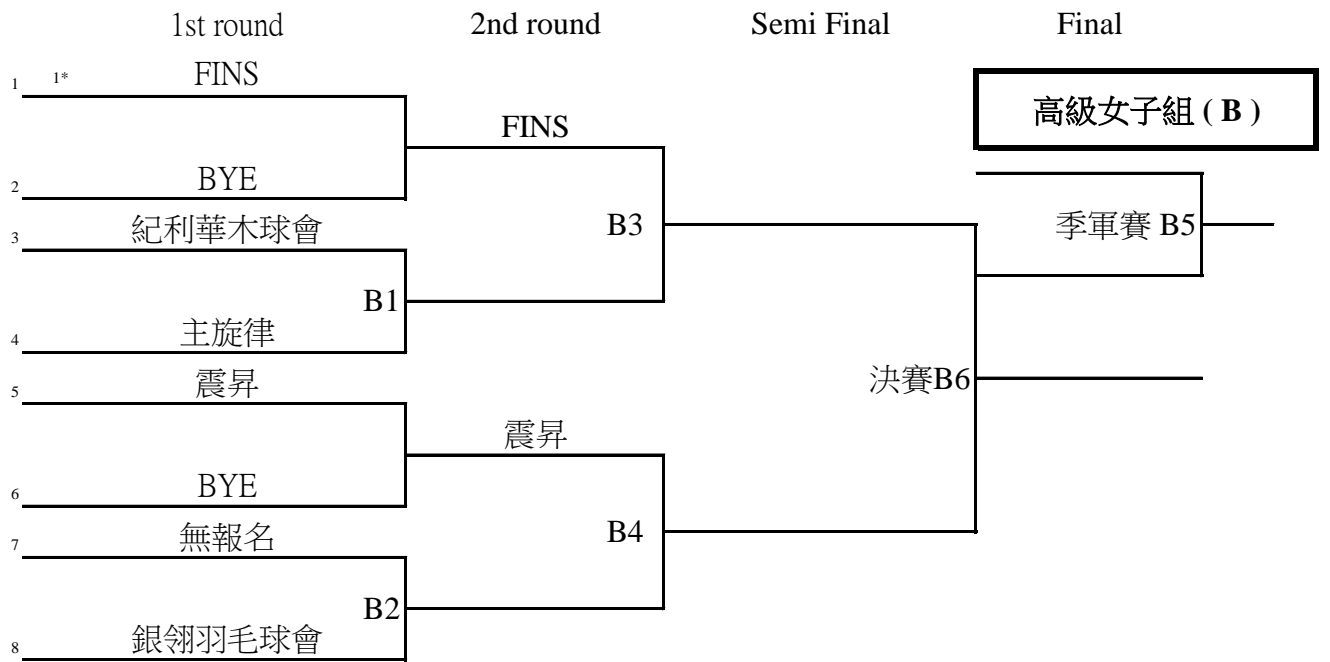 1st round 2nd round Semi Final Final
1 1* FINS
高級女子組 ( B )
FINS
2 BYE
3 紀利華木球會 B3 季軍賽 B5
B1
4 主旋律
5 震昇 決賽B6
震昇
6 BYE
7 無報名 B4
B2
8 銀翎羽毛球會